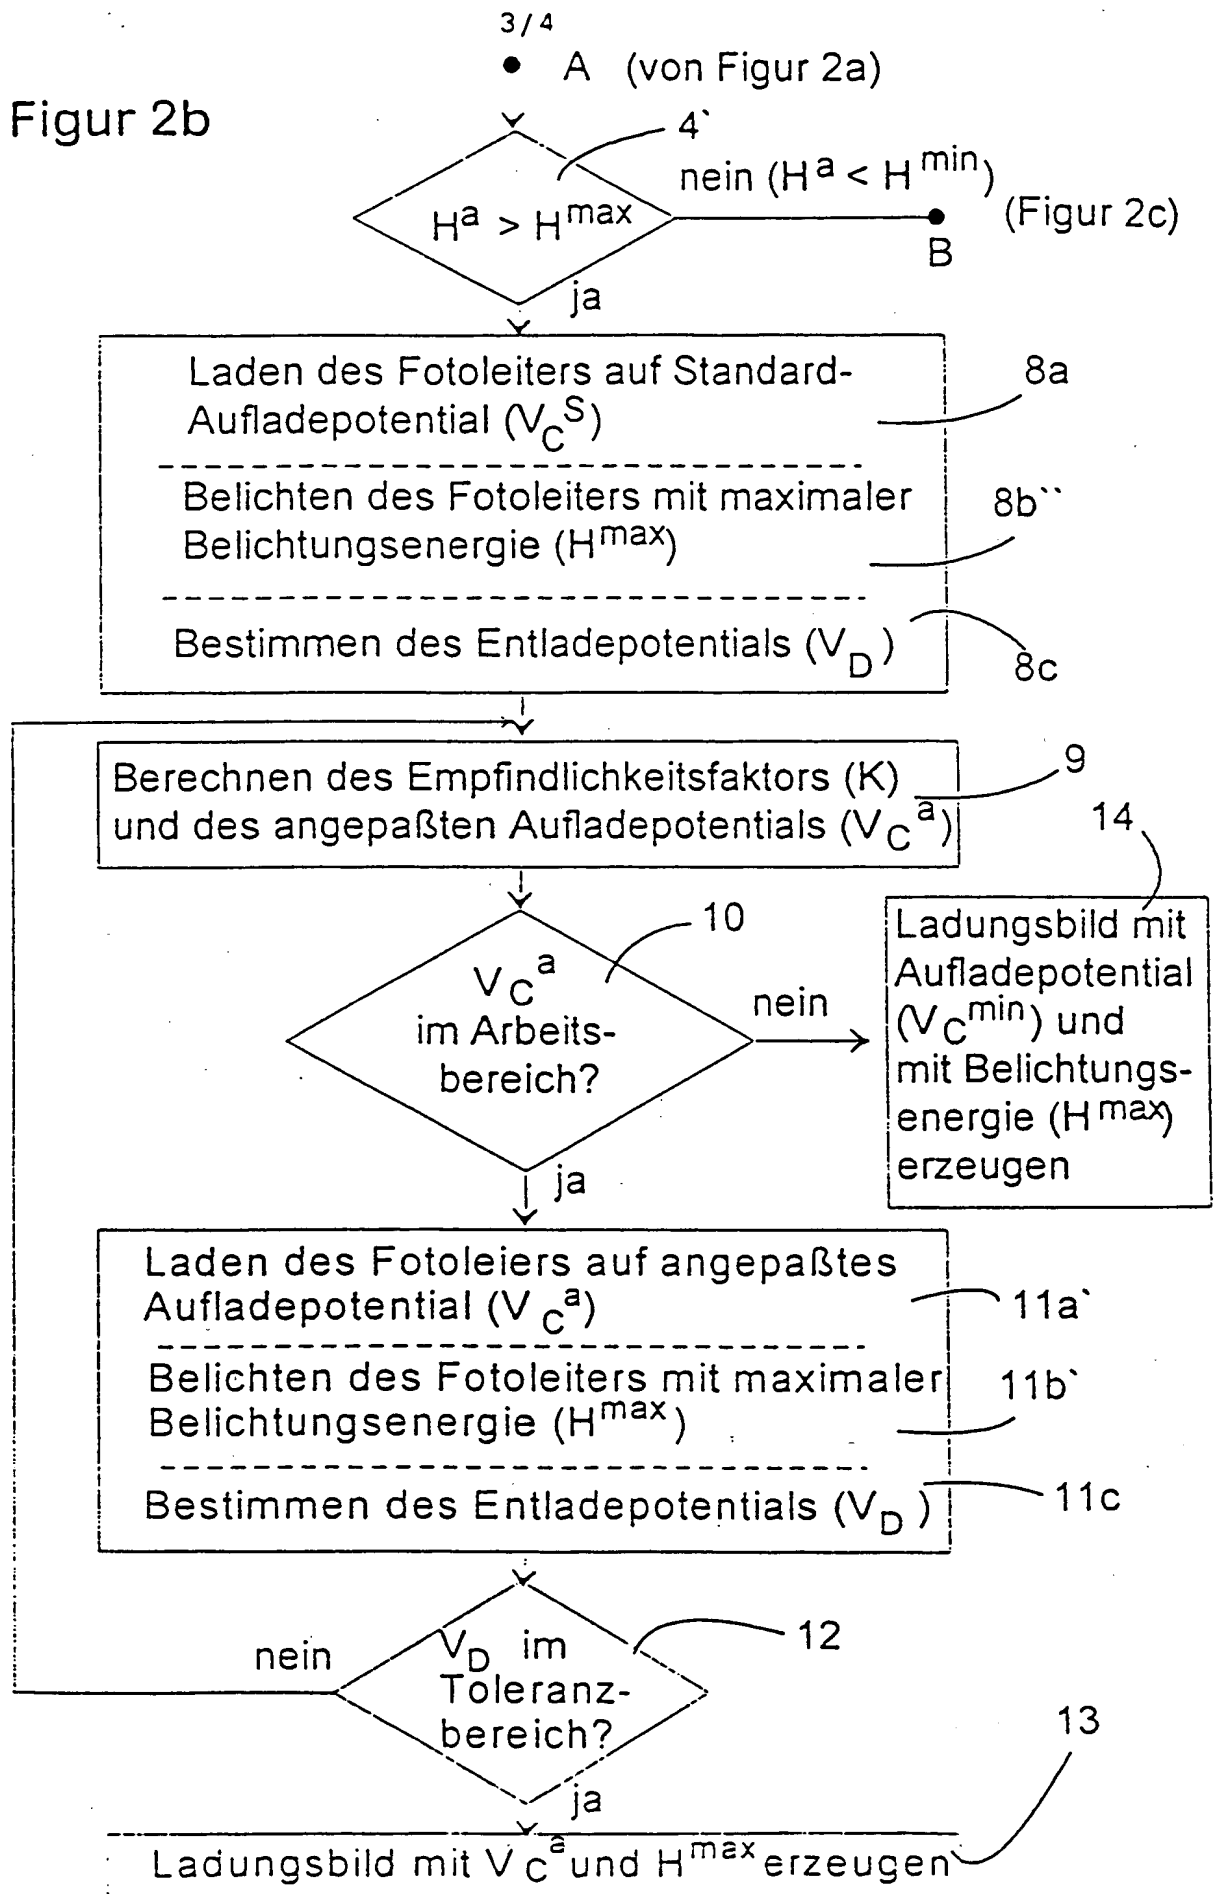 3/4
A (von Figur 2a)
Figur 2b
4`
nein (H^a < H^min)
H^a > H^max
(Figur 2c)
B
ja
Laden des Fotoleiters auf Standard-
Aufladepotential (V_C^S)
8a
Belichten des Fotoleiters mit maximaler
Belichtungsenergie (H^max)
8b``
Bestimmen des Entladepotentials (V_D)
8c
Berechnen des Empfindlichkeitsfaktors (K)
und des angepaßten Aufladepotentials (V_C^a)
9
14
10
V_C^a
im Arbeits-
bereich?
nein
Ladungsbild mit
Aufladepotential
(V_C^min) und
mit Belichtungs-
energie (H^max)
erzeugen
ja
Laden des Fotoleiers auf angepaßtes
Aufladepotential (V_C^a)
11a`
Belichten des Fotoleiters mit maximaler
Belichtungsenergie (H^max)
11b`
Bestimmen des Entladepotentials (V_D)
11c
12
nein
V_D im
Toleranz-
bereich?
13
ja
Ladungsbild mit V_C^a und H^max erzeugen